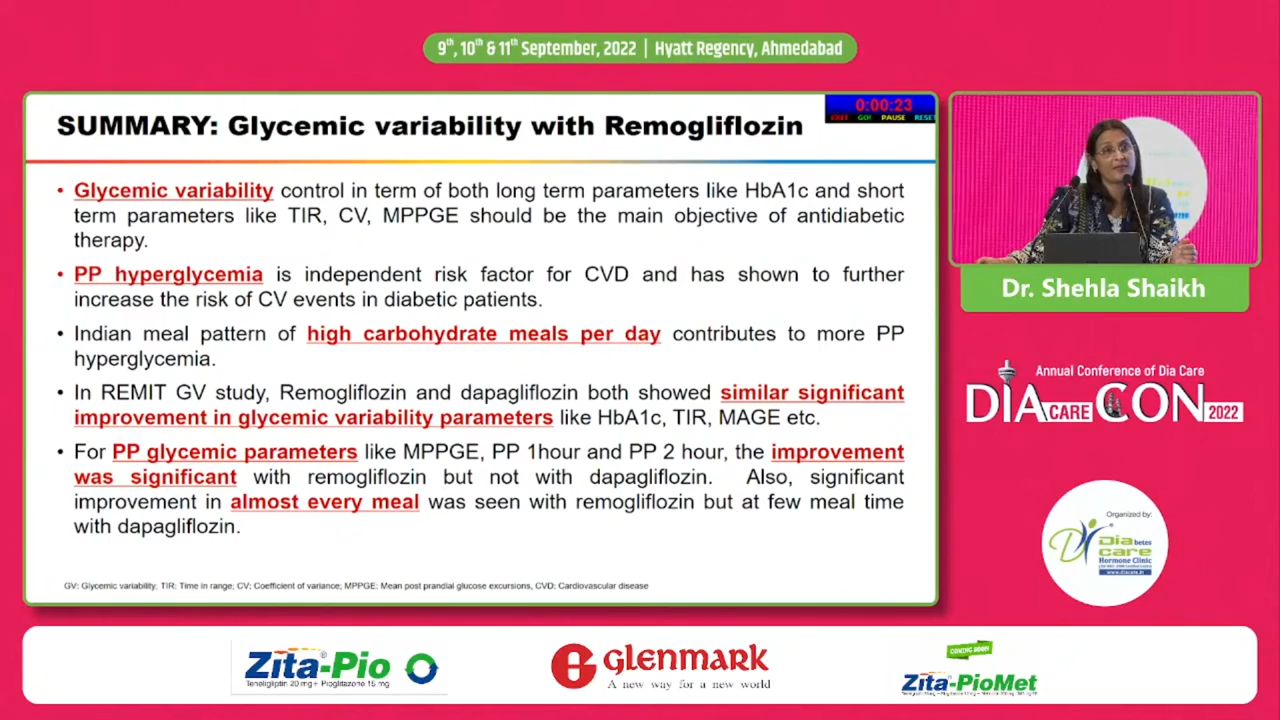 9th, 10th & 11th September, 2022 | Hyatt Regency, Ahmedabad
0:00:23
EXIT GO! PAUSE RESET
SUMMARY: Glycemic variability with Remogliflozin
• Glycemic variability control in term of both long term parameters like HbA1c and short
term parameters like TIR, CV, MPPGE should be the main objective of antidiabetic
therapy.
• PP hyperglycemia is independent risk factor for CVD and has shown to further
increase the risk of CV events in diabetic patients.
• Indian meal pattern of high carbohydrate meals per day contributes to more PP
hyperglycemia.
• In REMIT GV study, Remogliflozin and dapagliflozin both showed similar significant
improvement in glycemic variability parameters like HbA1c, TIR, MAGE etc.
• For PP glycemic parameters like MPPGE, PP 1hour and PP 2 hour, the improvement
was significant with remogliflozin but not with dapagliflozin. Also, significant
improvement in almost every meal was seen with remogliflozin but at few meal time
with dapagliflozin.
GV: Glycemic variability; TIR: Time in range; CV; Coefficient of variance; MPPGE: Mean post prandial glucose excursions, CVD: Cardiovascular disease
Dr. Shehla Shaikh
Annual Conference of Dia Care
DIA CARE CON 2022
Organized by:
Diabetes
care
Hormone Clinic
www.diacare.in
Zita®-Pio
Teneligliptin 20 mg + Pioglitazone 15 mg
glenmark
A new way for a new world
COMING SOON
Zita-PioMet